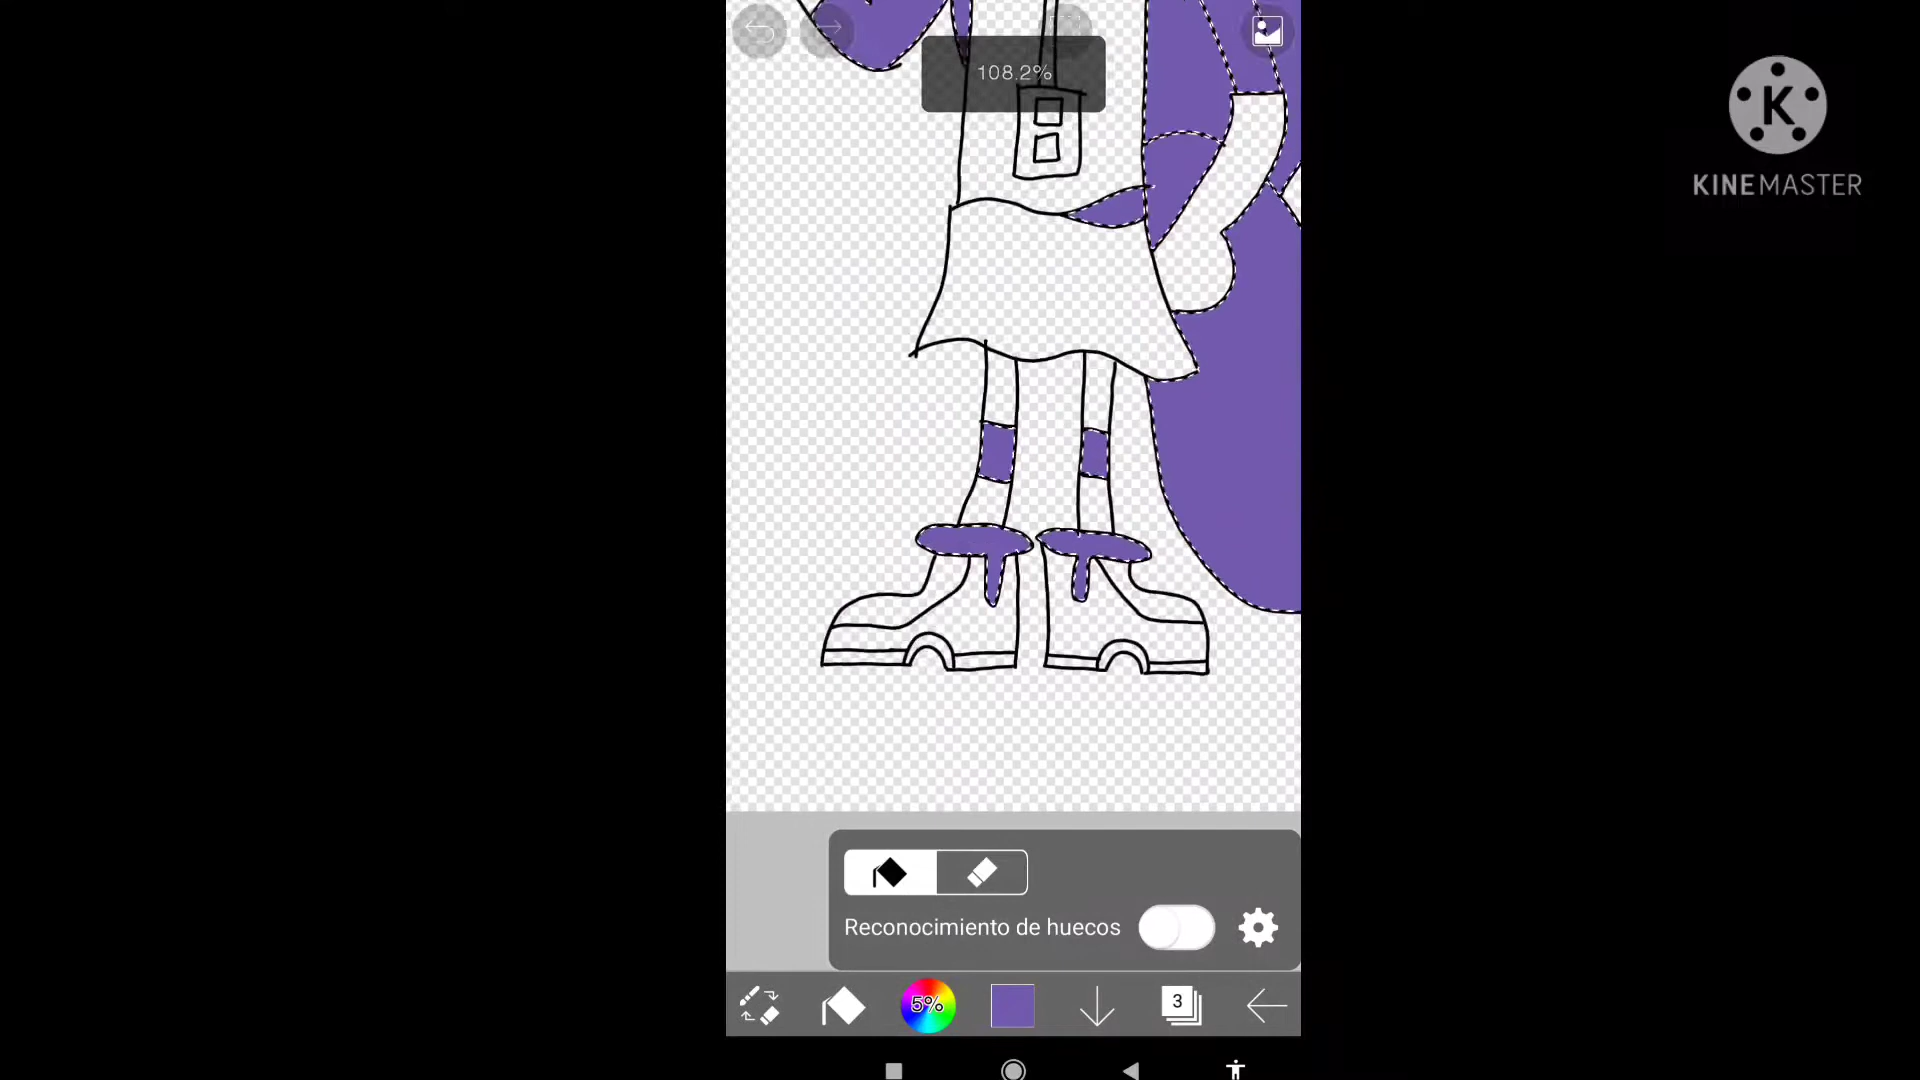 108.2%
K
KINEMASTER
Reconocimiento de huecos
5%
3